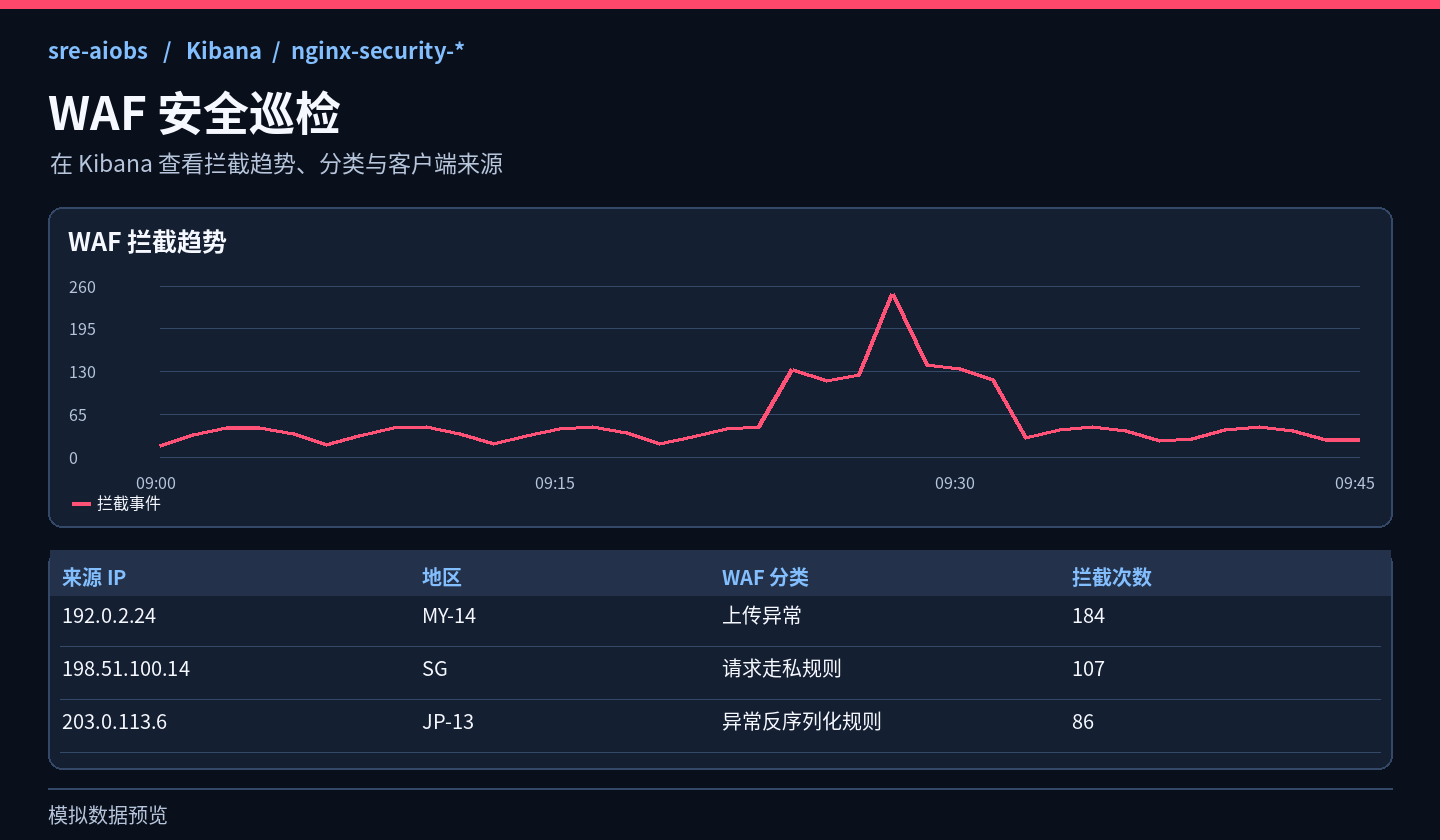 sre-aiobs / Kibana / nginx-security-*
WAF 安全巡检
在 Kibana 查看拦截趋势、分类与客户端来源
WAF 拦截趋势
260
195
130
65
0
09:00 09:15 09:30 09:45
拦截事件
来源 IP 地区 WAF 分类 拦截次数
192.0.2.24 MY-14 上传异常 184
198.51.100.14 SG 请求走私规则 107
203.0.113.6 JP-13 异常反序列化规则 86
模拟数据预览